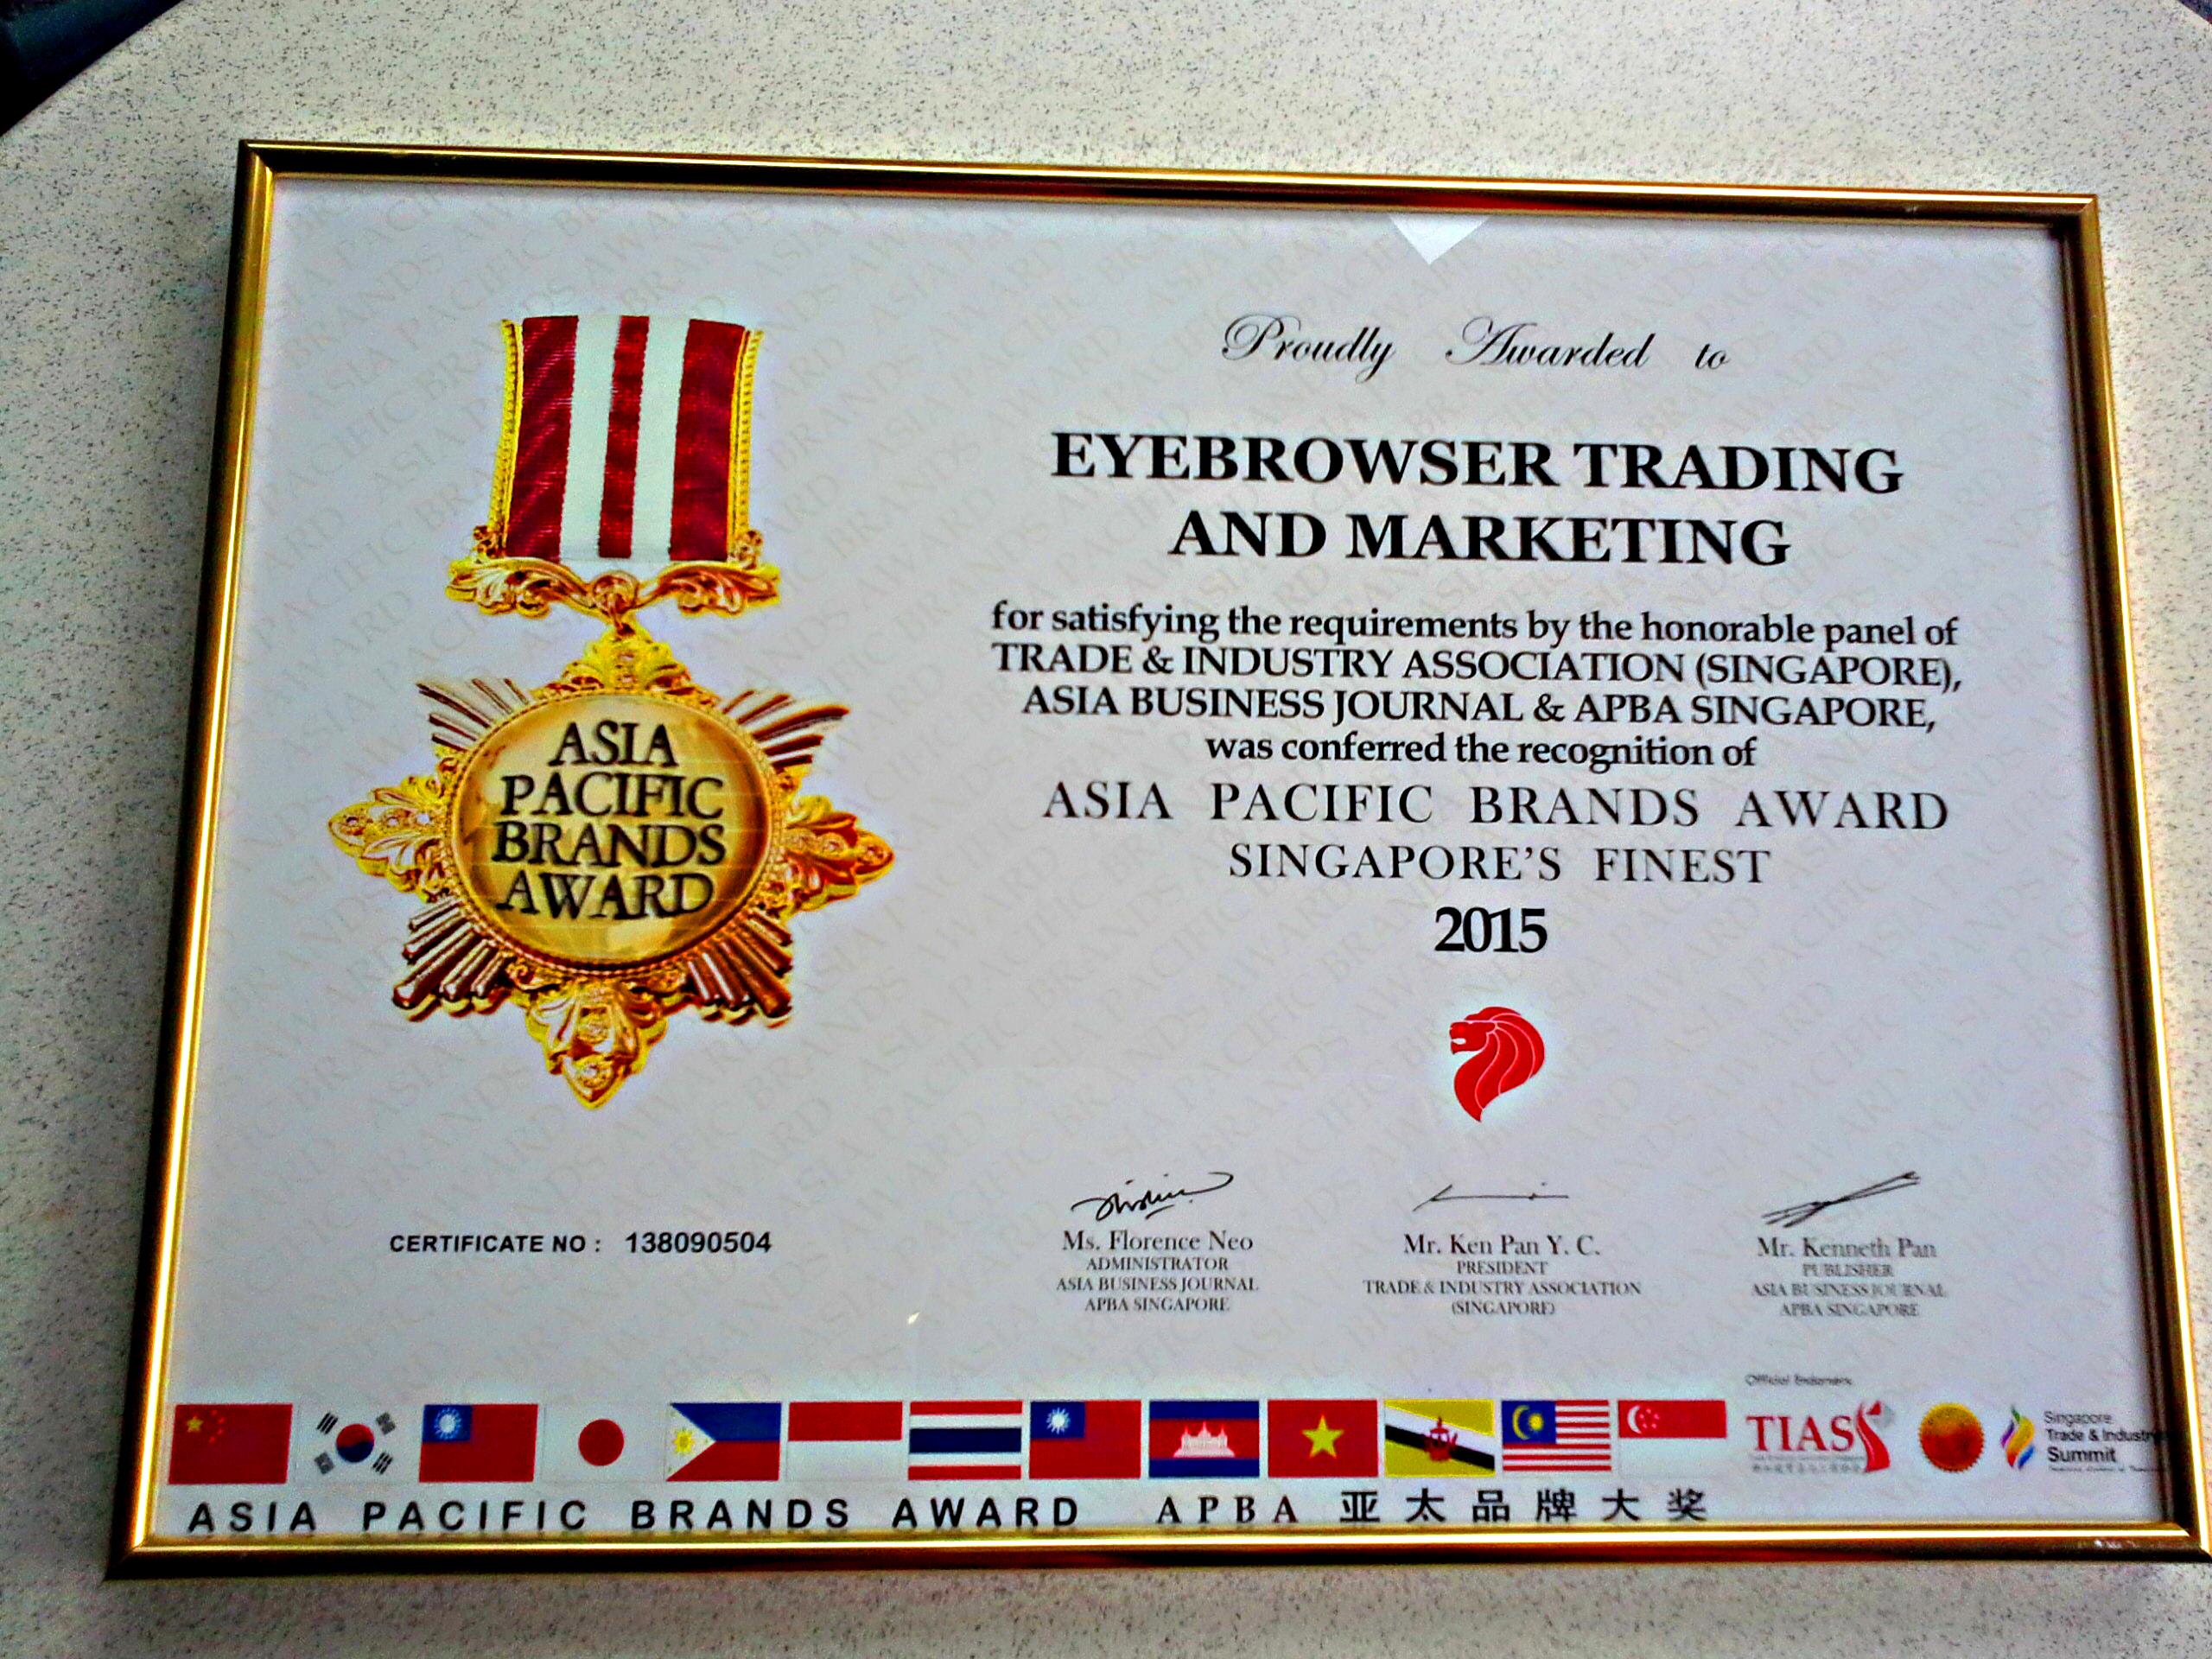 Proudly Awarded to
EYEBROWSER TRADING
AND MARKETING
for satisfying the requirements by the honorable panel of
TRADE & INDUSTRY ASSOCIATION (SINGAPORE),
ASIA BUSINESS JOURNAL & APBA SINGAPORE,
was conferred the recognition of
ASIA PACIFIC BRANDS AWARD
SINGAPORE'S FINEST
2015
ASIA
PACIFIC
BRANDS
AWARD
CERTIFICATE NO : 138090504
Ms. Florence Neo
ADMINISTRATOR
ASIA BUSINESS JOURNAL
APBA SINGAPORE
Mr. Ken Pan Y. C.
PRESIDENT
TRADE & INDUSTRY ASSOCIATION
(SINGAPORE)
Mr. Kenneth Pan
PUBLISHER
ASIA BUSINESS JOURNAL
APBA SINGAPORE
Official Endorsers
TIAS
Singapore
Trade & Industry
Summit
ASIA PACIFIC BRANDS AWARD APBA 亚太品牌大奖